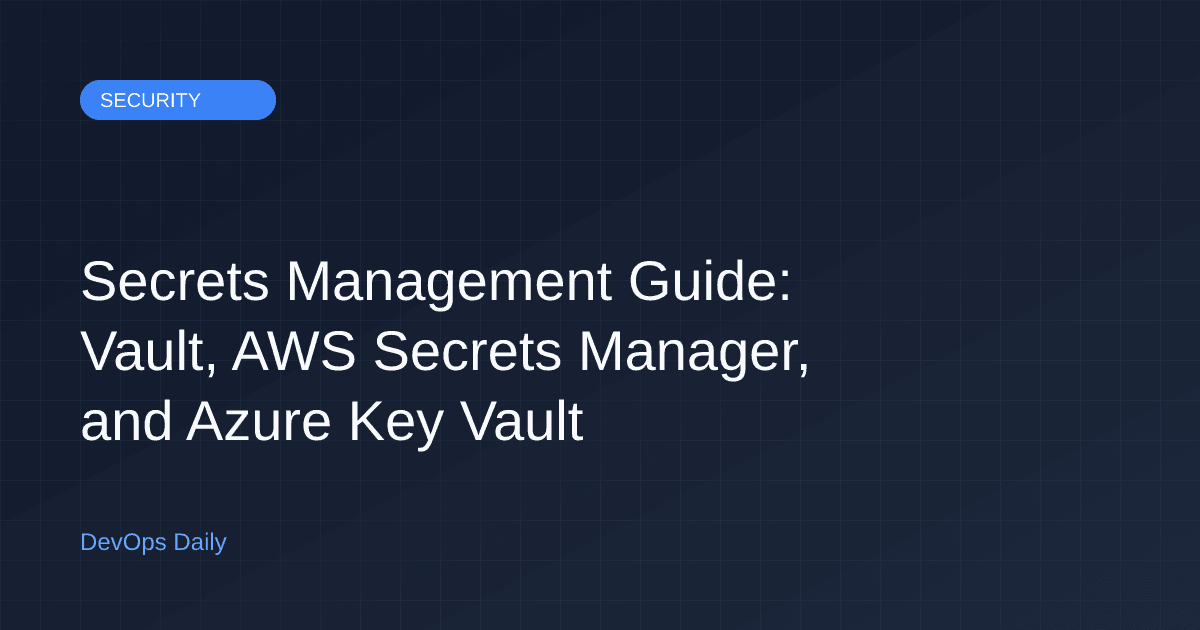 SECURITY
Secrets Management Guide:
Vault, AWS Secrets Manager,
and Azure Key Vault
DevOps Daily